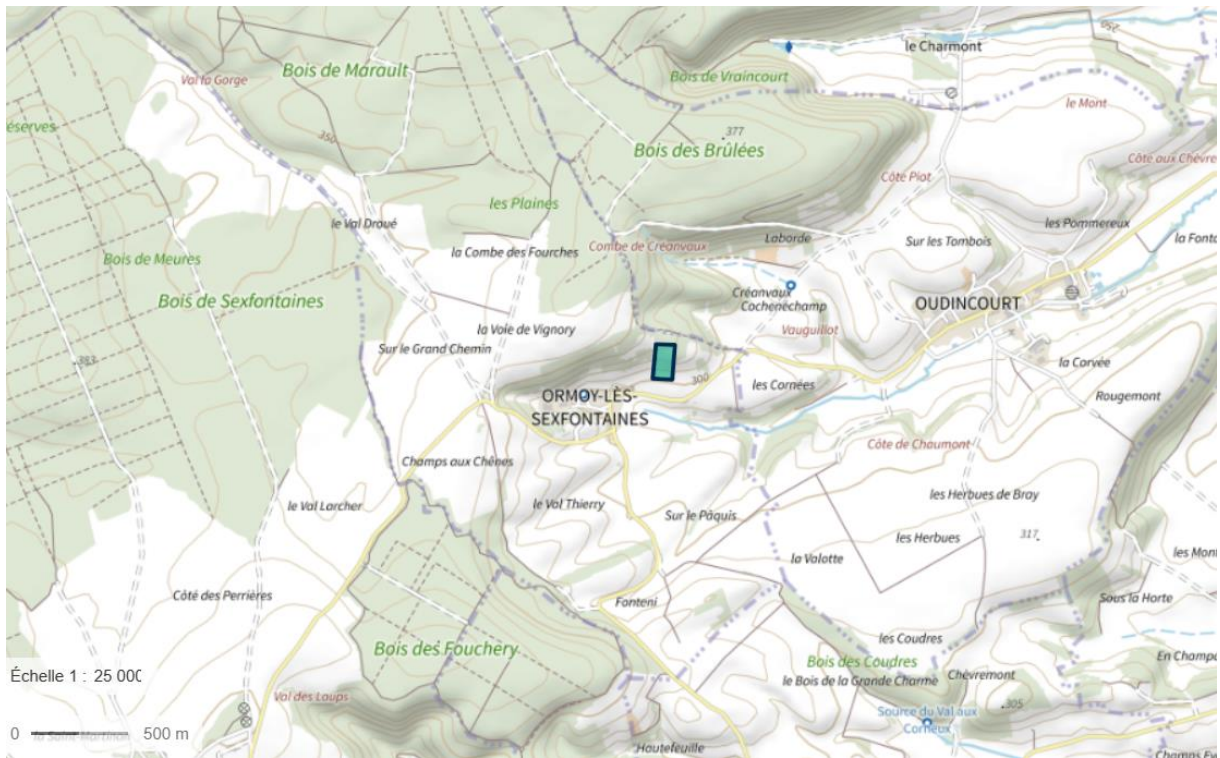 le Charmont
250
Bois de Marault
Val la Gorge
Bois de Vraincourt
le Mont
377
350
Bois des Brûlées
Côte aux Chèvre
Côte Piot
les Plaines
le Val Droué
les Pommereux
Laborde
Sur les Tombois
la Fonta
Combe de Créanvaux
la Combe des Fourches
Bois de Meures
Créanvaux
Bois de Sexfontaines
Cochenèchamp
OUDINCOURT
la Voie de Vignory
Vauguillot
Sur le Grand Chemin
383
la Corvée
300
les Cornées
ORMOY-LÈS-
SEXFONTAINES
Rougemont
Côte de Chaumont
Champs aux Chênes
le Val Larcher
le Val Thierry
Sur le Pâquis
les Herbues de Bray
les Herbues
317
la Valotte
les Mont
Côté des Perrières
Fonteni
Sous la Horte
les Coudres
Bois des Fouchery
Bois des Coudres
le Bois de la Grande Charme
Chèvremont
En Champ
Échelle 1 : 25 000
Val des Loups
305
Source du Val aux
Corneux
0
500 m
Hautefeuille